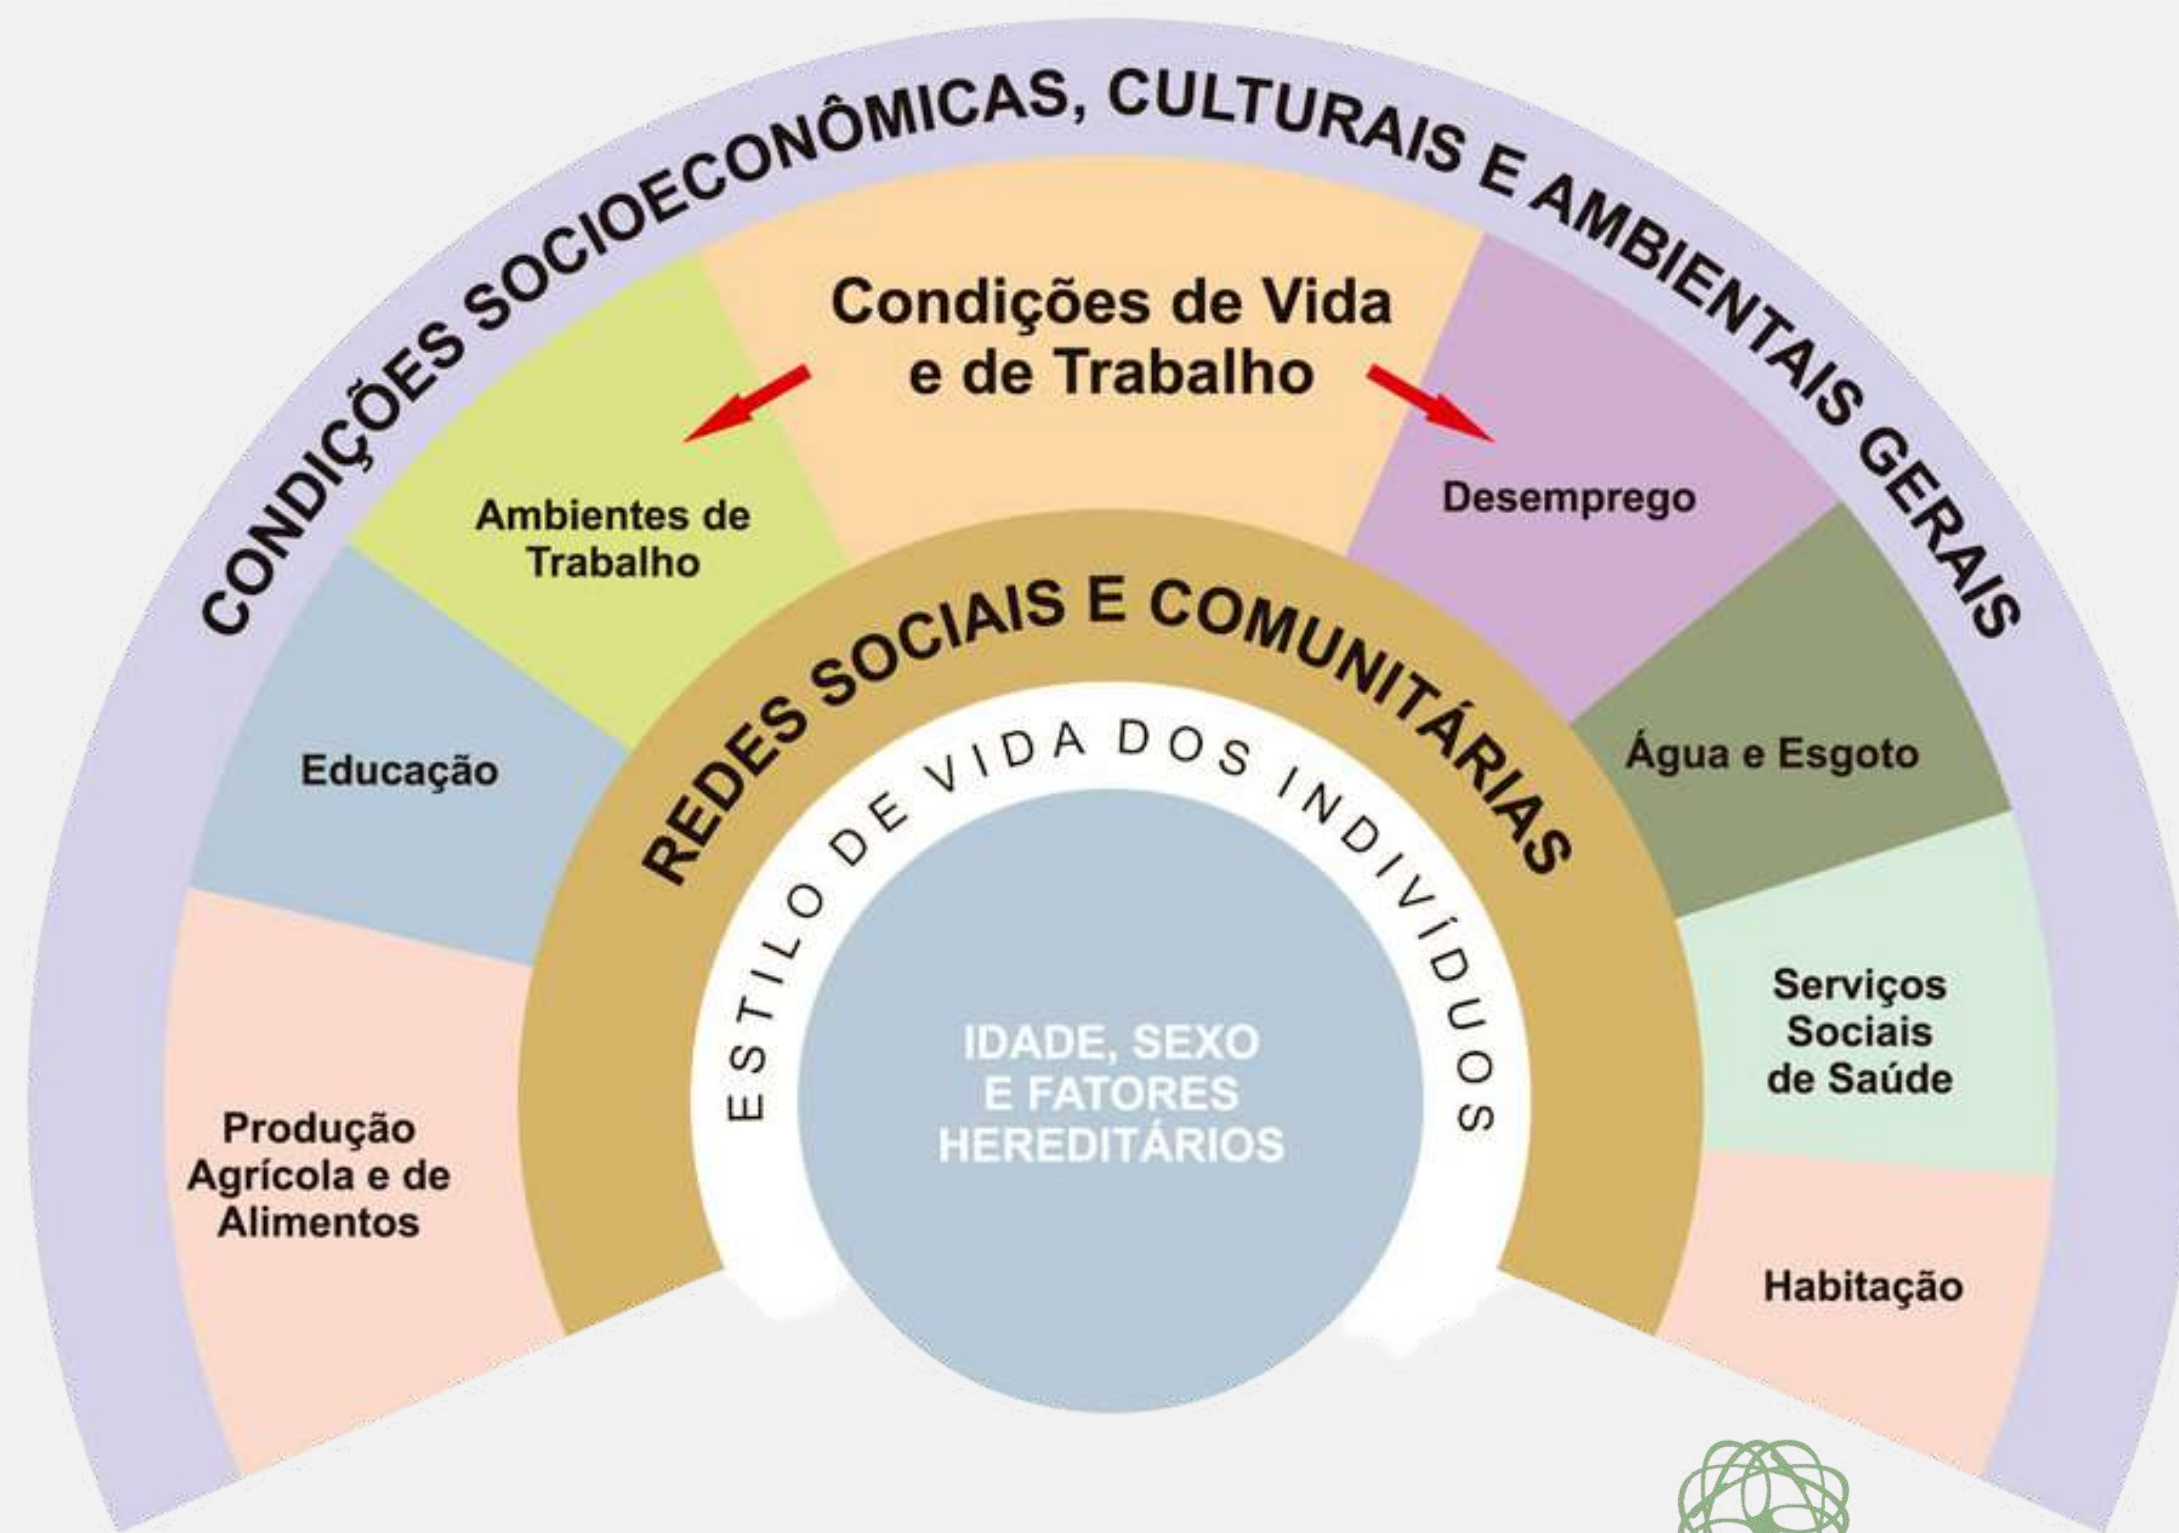 CONDIÇÕES SOCIOECONÔMICAS, CULTURAIS E AMBIENTAIS GERAIS
Condições de Vida
e de Trabalho
Ambientes de
Trabalho
Desemprego
Educação
Água e Esgoto
Produção
Agrícola e de
Alimentos
Serviços
Sociais
de Saúde
Habitação
REDES SOCIAIS E COMUNITÁRIAS
ESTILO DE VIDA DOS INDIVÍDUOS
IDADE, SEXO
E FATORES
HEREDITÁRIOS